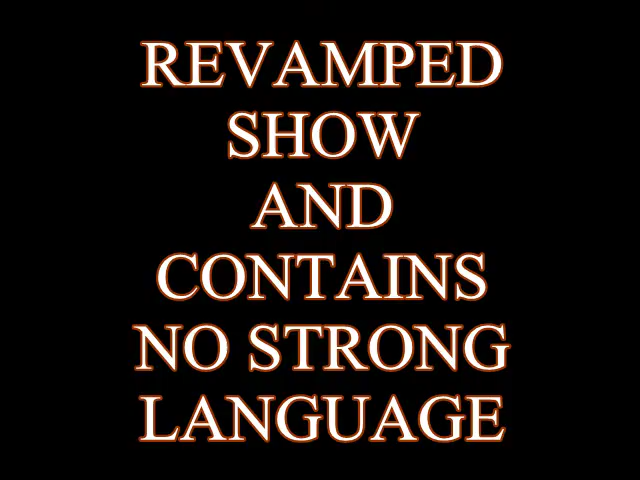 REVAMPED
SHOW
AND
CONTAINS
NO STRONG
LANGUAGE